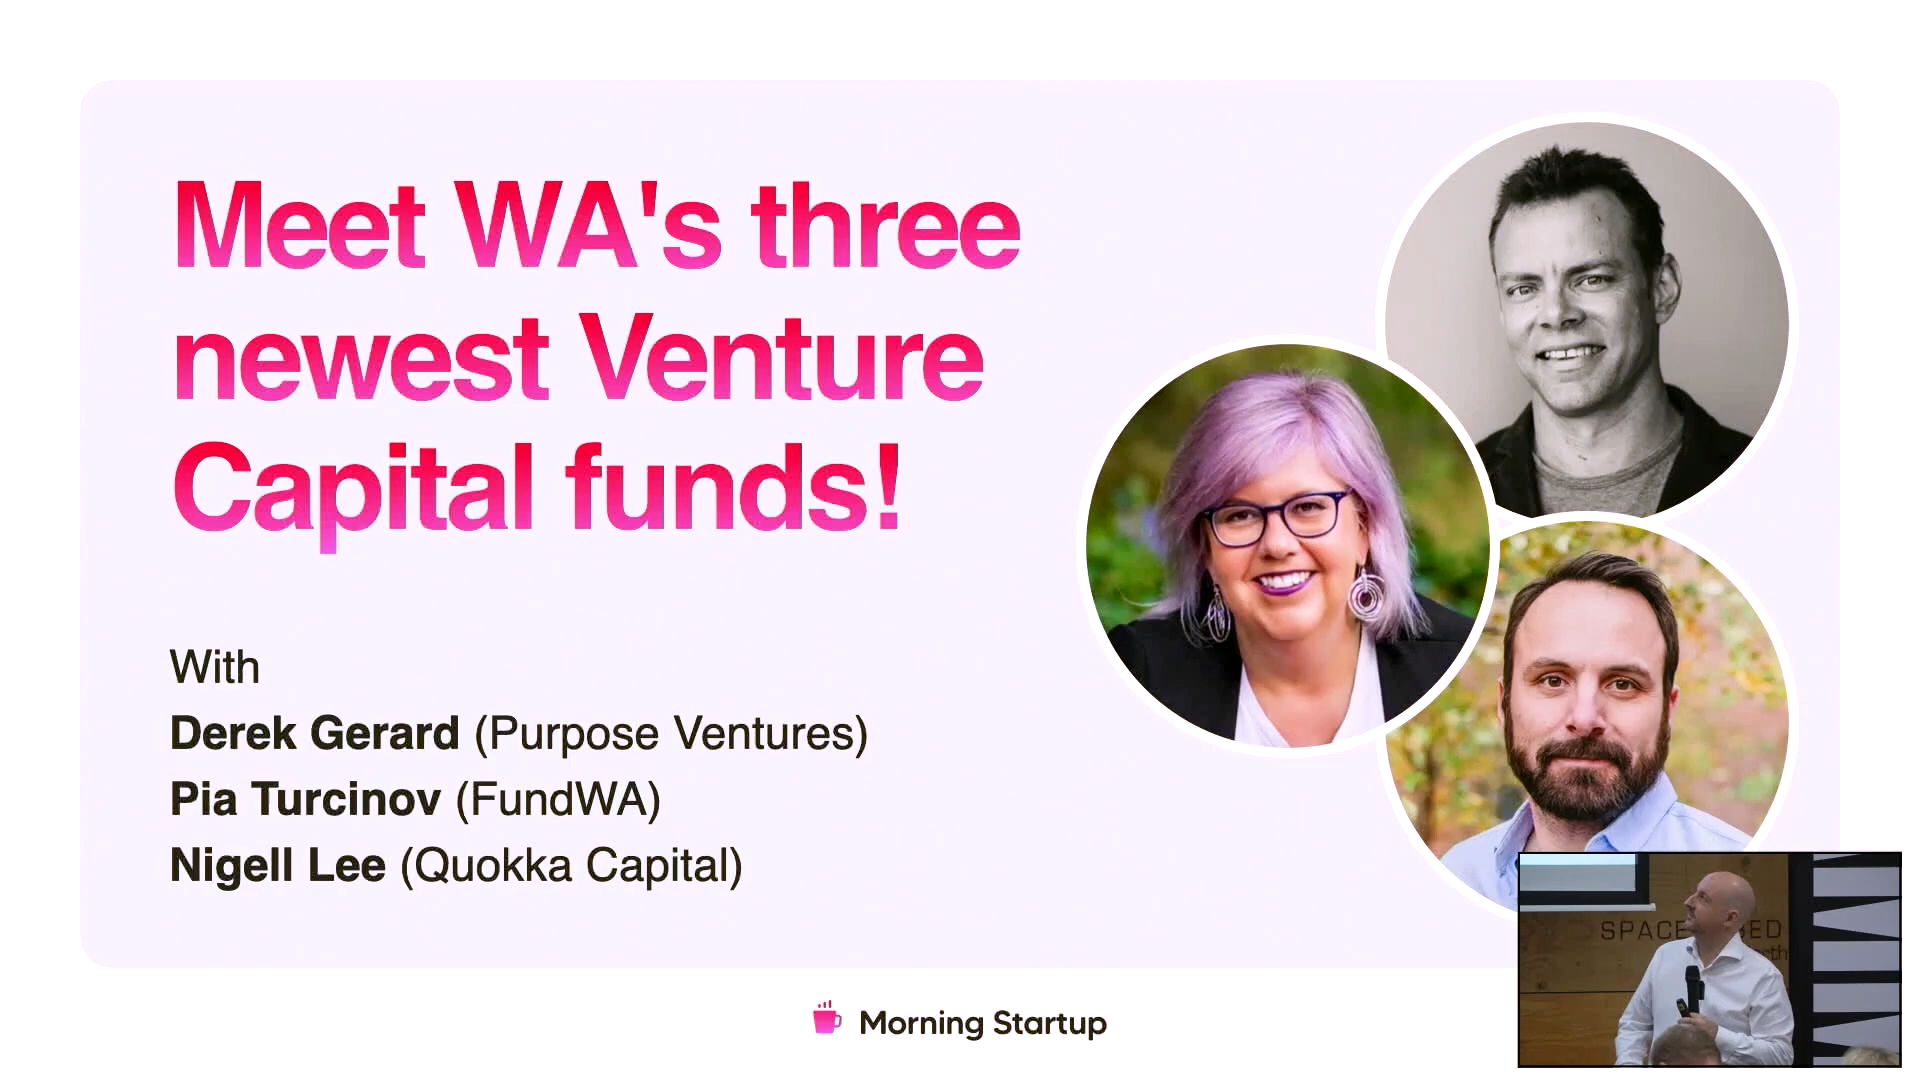 Meet WA's three
newest Venture
Capital funds!
With
Derek Gerard (Purpose Ventures)
Pia Turcinov (FundWA)
Nigell Lee (Quokka Capital)
Morning Startup